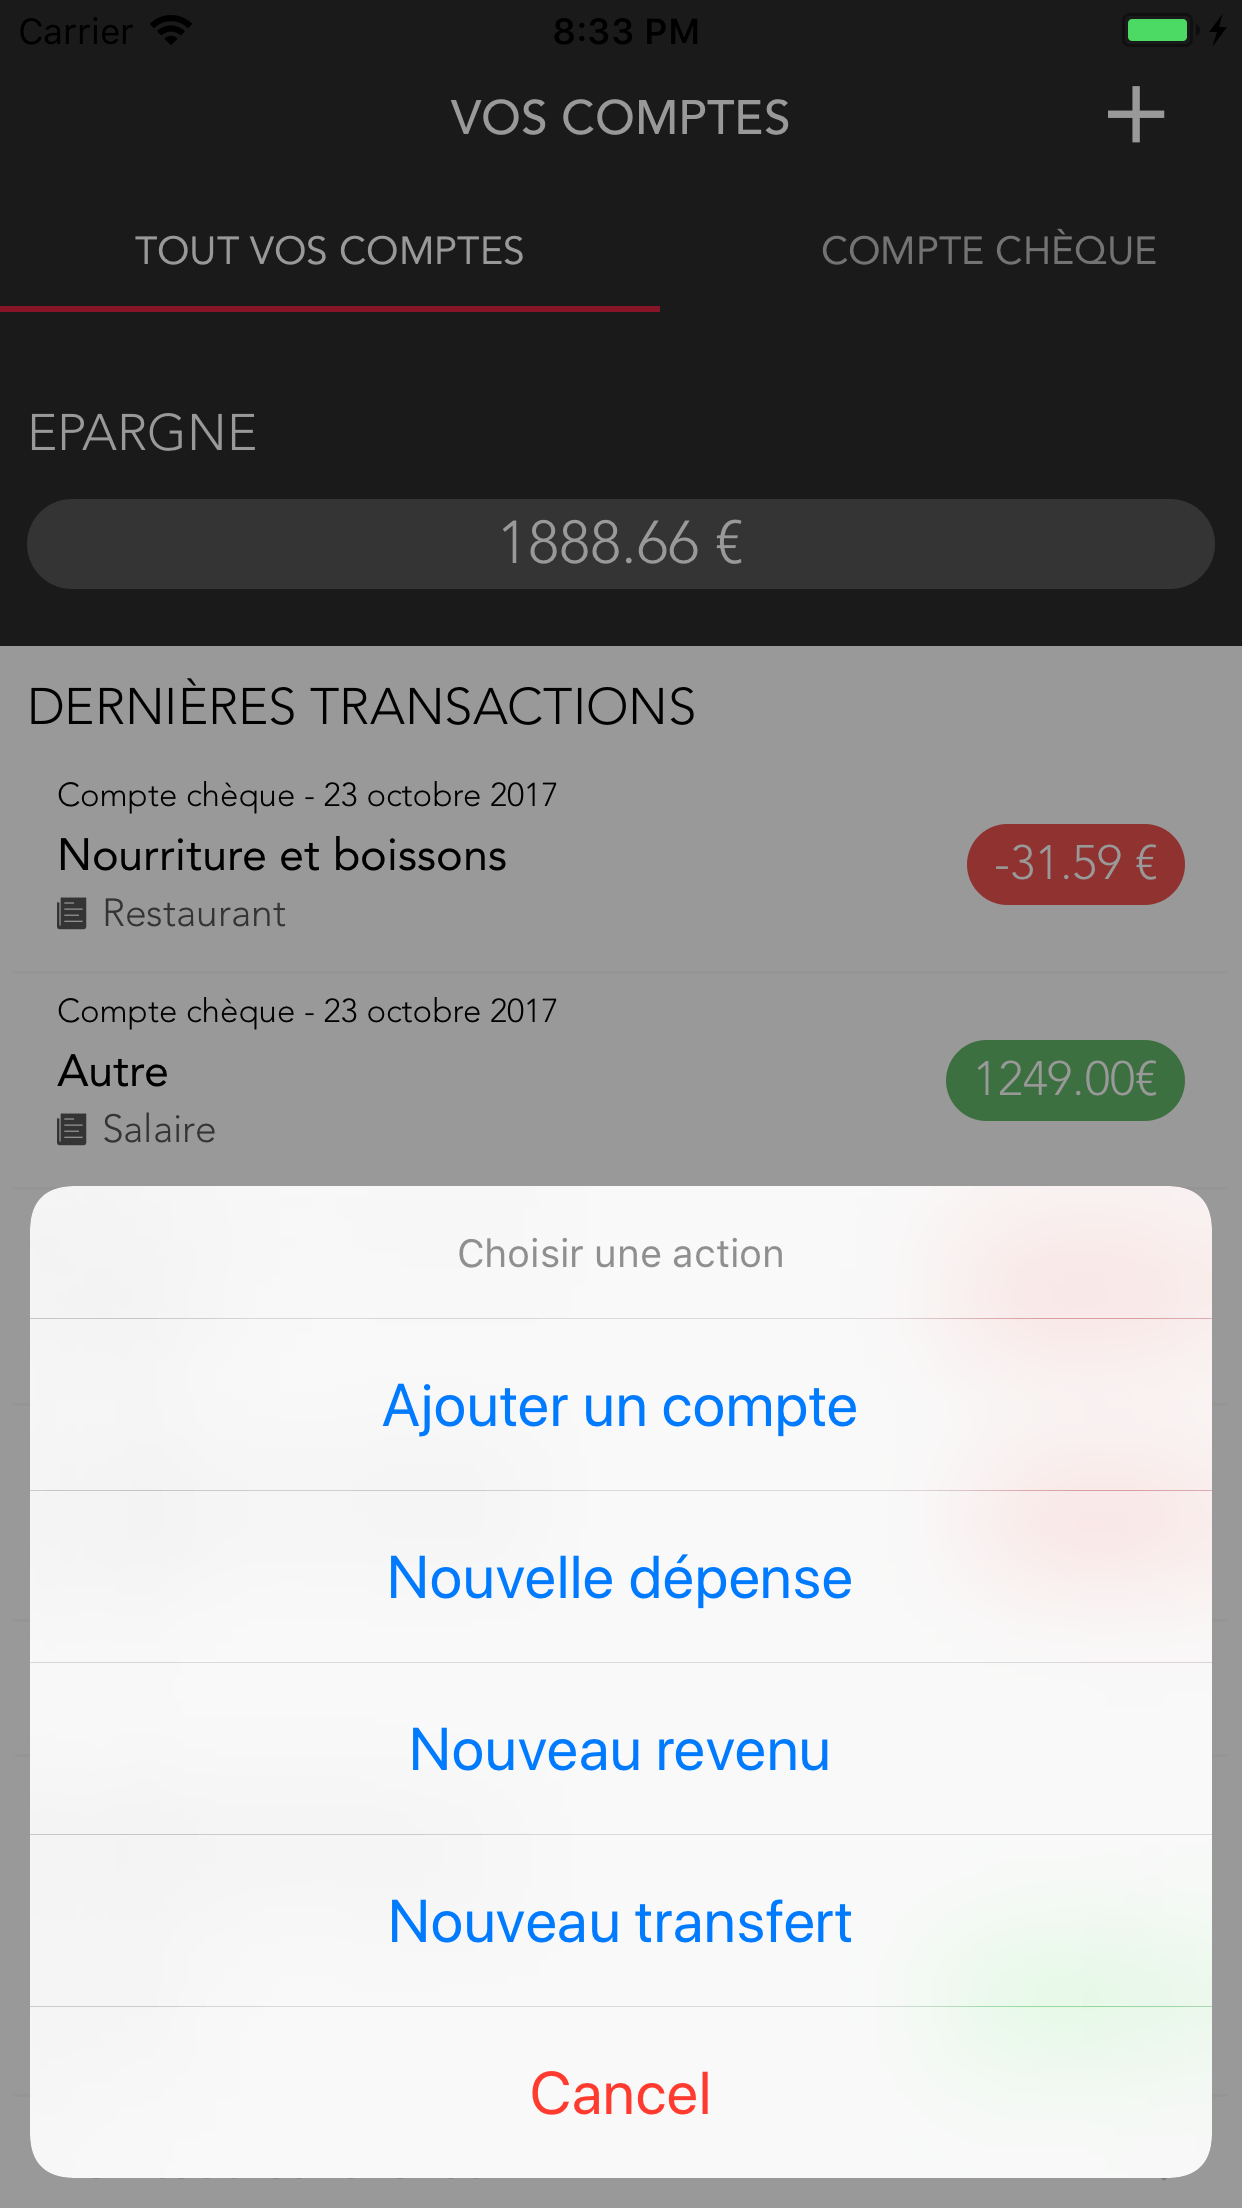 Carrier 8:33 PM
VOS COMPTES
TOUT VOS COMPTES COMPTE CHÈQUE
EPARGNE
1888.66 €
DERNIÈRES TRANSACTIONS
Compte chèque - 23 octobre 2017
Nourriture et boissons
-31.59 €
Restaurant
Compte chèque - 23 octobre 2017
Autre
1249.00€
Salaire
Choisir une action
Ajouter un compte
Nouvelle dépense
Nouveau revenu
Nouveau transfert
Cancel